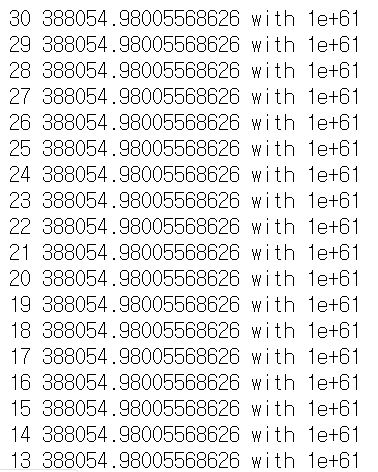 30 388054.98005568626 with 1e+61
29 388054.98005568626 with 1e+61
28 388054.98005568626 with 1e+61
27 388054.98005568626 with 1e+61
26 388054.98005568626 with 1e+61
25 388054.98005568626 with 1e+61
24 388054.98005568626 with 1e+61
23 388054.98005568626 with 1e+61
22 388054.98005568626 with 1e+61
21 388054.98005568626 with 1e+61
20 388054.98005568626 with 1e+61
19 388054.98005568626 with 1e+61
18 388054.98005568626 with 1e+61
17 388054.98005568626 with 1e+61
16 388054.98005568626 with 1e+61
15 388054.98005568626 with 1e+61
14 388054.98005568626 with 1e+61
13 388054.98005568626 with 1e+61